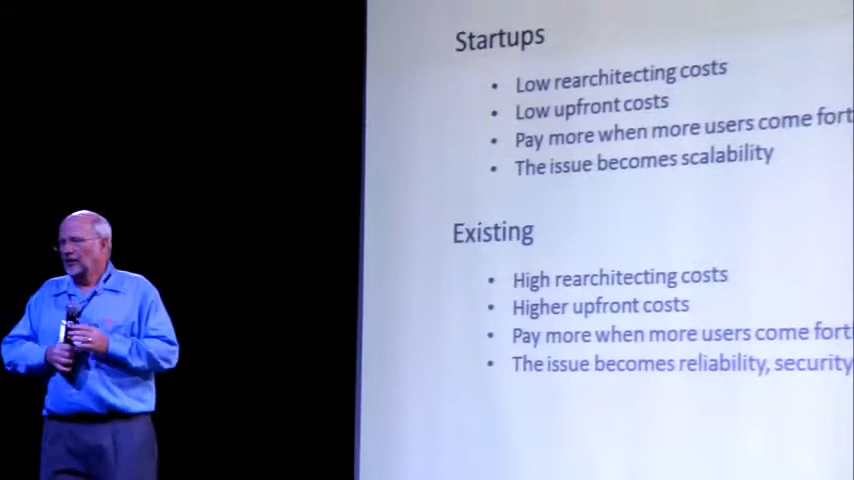 Startups
• Low rearchitecting costs
• Low upfront costs
• Pay more when more users come fort
• The issue becomes scalability
Existing
• High rearchitecting costs
• Higher upfront costs
• Pay more when more users come fort
• The issue becomes reliability, security